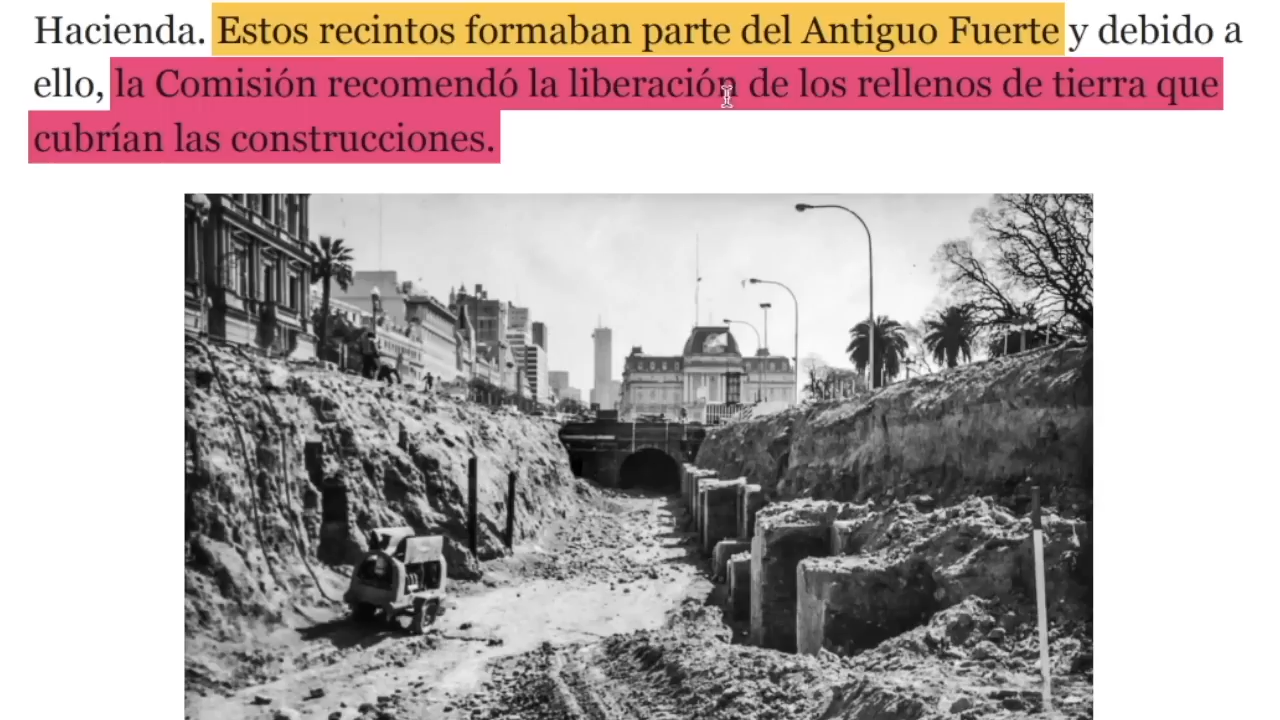 Hacienda. Estos recintos formaban parte del Antiguo Fuerte y debido a
ello, la Comisión recomendó la liberación de los rellenos de tierra que
cubrían las construcciones.